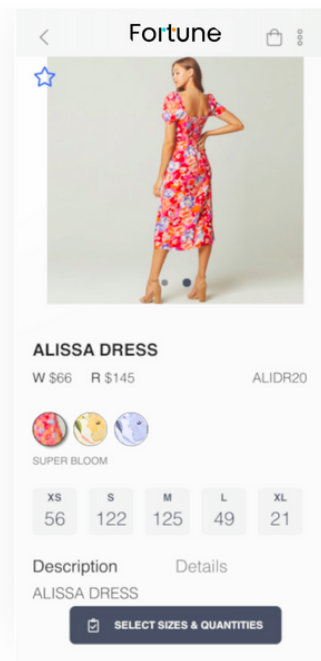 Fortune
ALISSA DRESS
W $66 R $145 ALIDR20
SUPER BLOOM
XS S M L XL
56 122 125 49 21
Description Details
ALISSA DRESS
SELECT SIZES & QUANTITIES